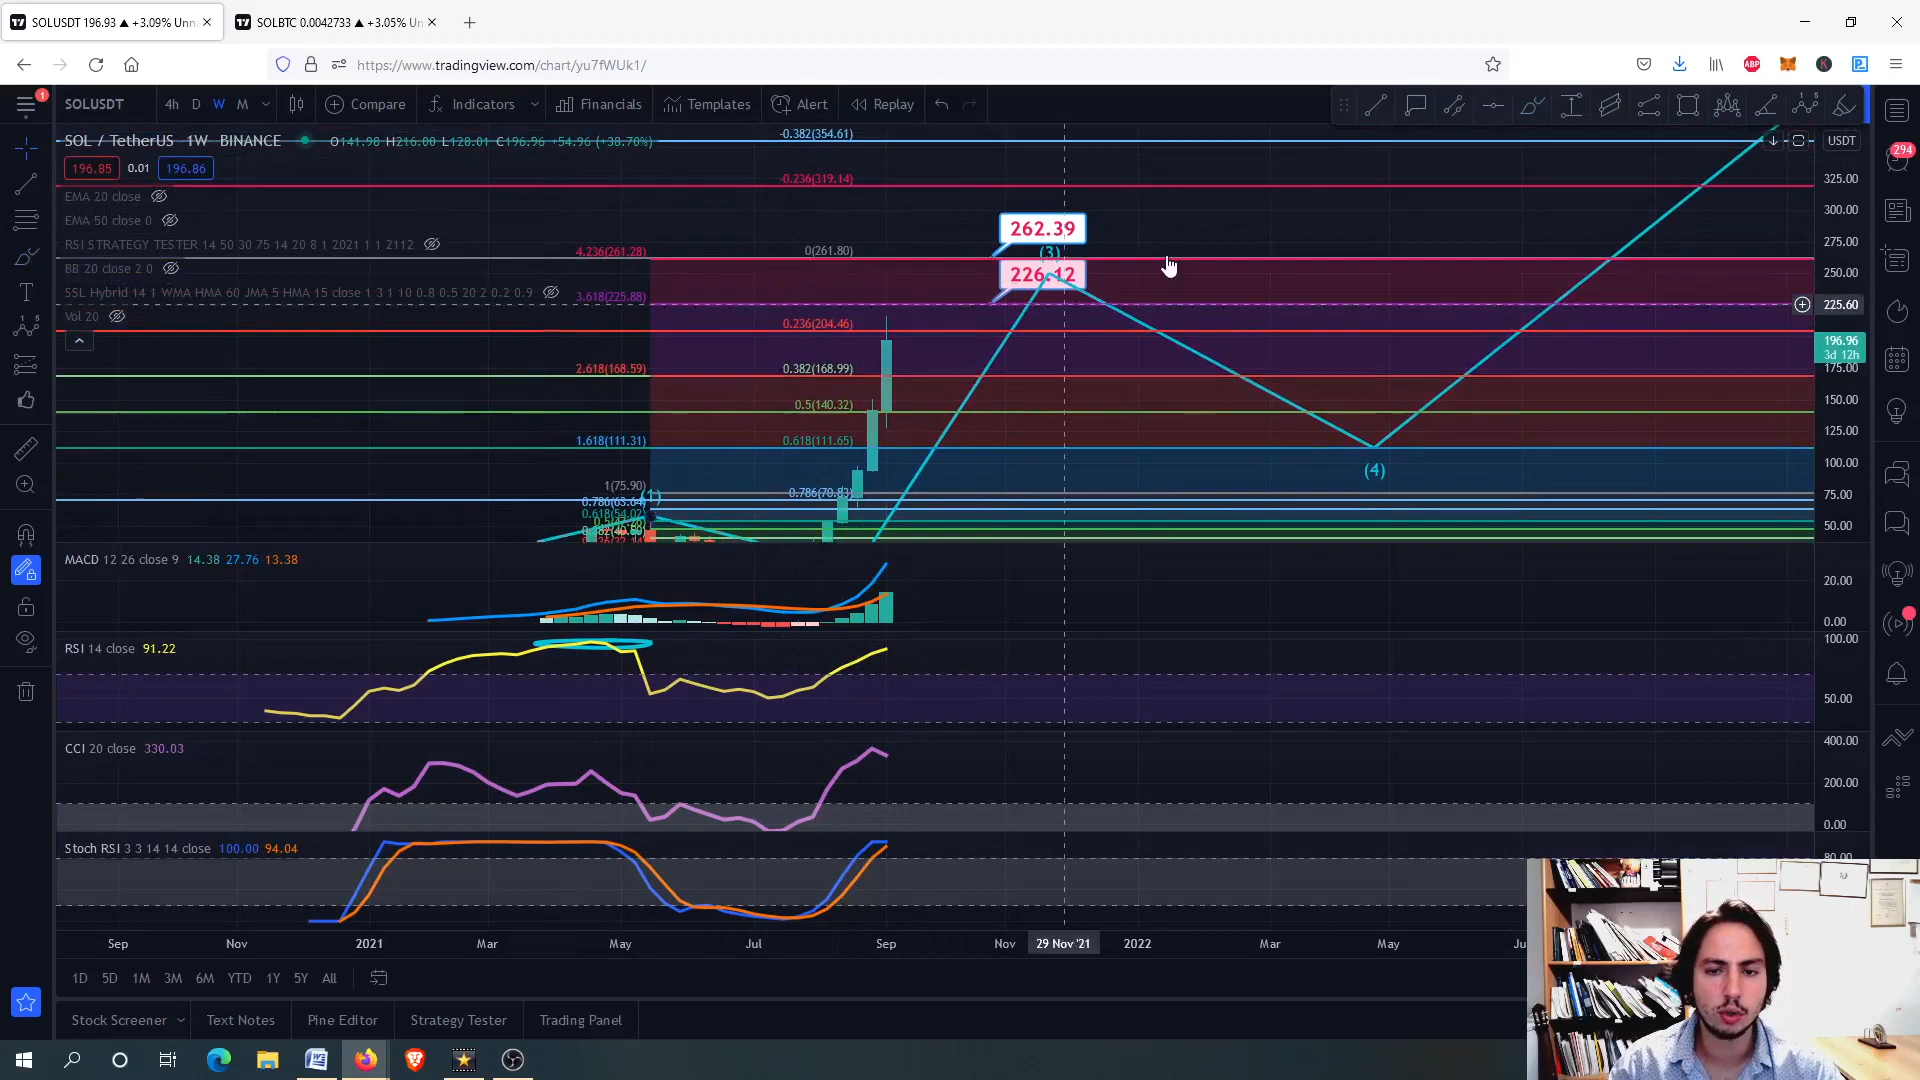 SOLUSDT 196.93 ▲ +3.09% Unn
SOLBTC 0.0042733 ▲ +3.05% Un
https://www.tradingview.com/chart/yu7fWUk1/
ABP
K
SOLUSDT
4h D W M
Compare
Indicators
Financials
Templates
Alert
Replay
1
294
SOL / TetherUS 1W BINANCE
O141.98 H216.00 L128.01 C196.96 +54.96 (+38.70%)
USDT
196.85 0.01 196.86
EMA 20 close
EMA 50 close 0
RSI STRATEGY TESTER 14 50 30 75 14 20 8 1 2021 1 1 2112
BB 20 close 2 0
SSL Hybrid 14 1 WMA HMA 60 JMA 5 HMA 15 close 1 3 1 10 0.8 0.5 20 2 0.2 0.9
Vol 20
-0.382(354.61)
-0.236(319.14)
262.39
(3)
226.12
4.236(261.28)
0(261.80)
3.618(225.88)
0.236(204.46)
2.618(168.59)
0.382(168.99)
0.5(140.32)
1.618(111.31)
0.618(111.65)
1(75.90)
(1)
0.786(63.64)
0.786(70.83)
0.618(54.02)
(4)
325.00
300.00
275.00
250.00
225.60
196.96
3d 12h
175.00
150.00
125.00
100.00
75.00
50.00
MACD 12 26 close 9 14.38 27.76 13.38
20.00
0.00
RSI 14 close 91.22
100.00
50.00
CCI 20 close 330.03
400.00
200.00
0.00
Stoch RSI 3 3 14 14 close 100.00 94.04
80.00
Sep Nov 2021 Mar May Jul Sep Nov 29 Nov '21 2022 Mar May
1D 5D 1M 3M 6M YTD 1Y 5Y All
Stock Screener
Text Notes
Pine Editor
Strategy Tester
Trading Panel